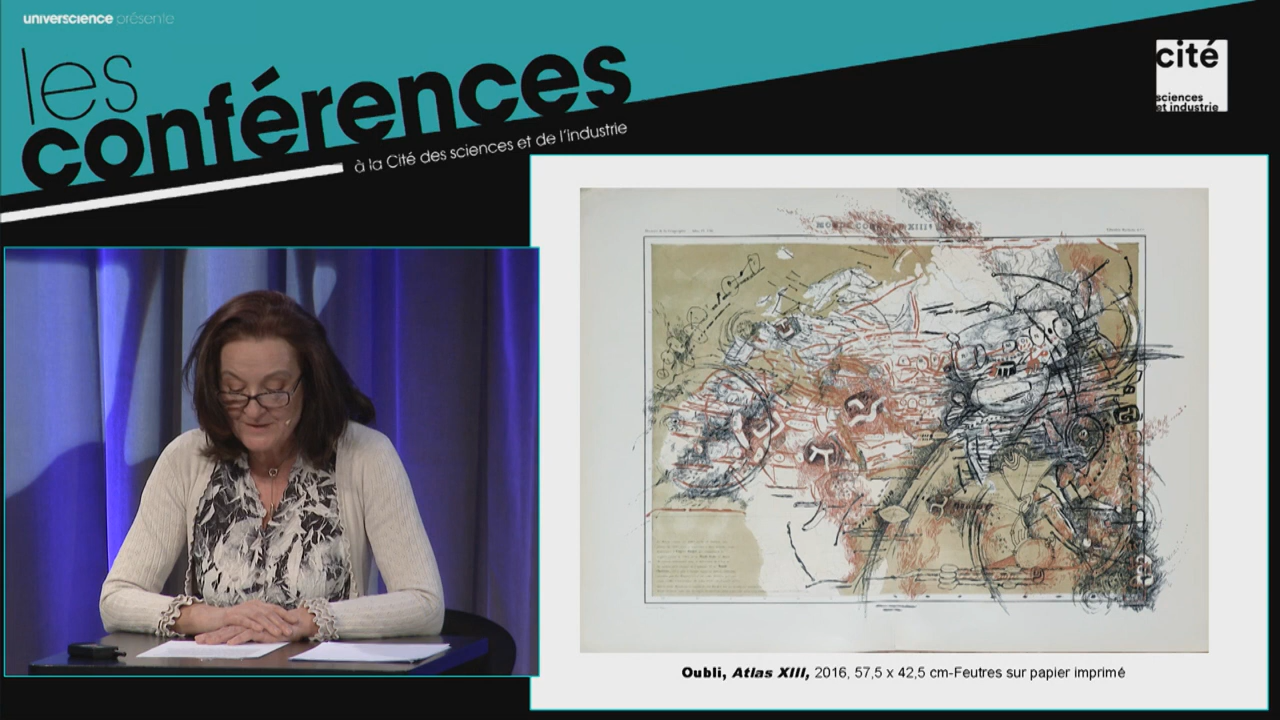 universcience présente
les
conférences
à la Cité des sciences et de l'industrie
cité
sciences
et industrie
XIIIe
Oubli, Atlas XIII, 2016, 57,5 x 42,5 cm-Feutres sur papier imprimé